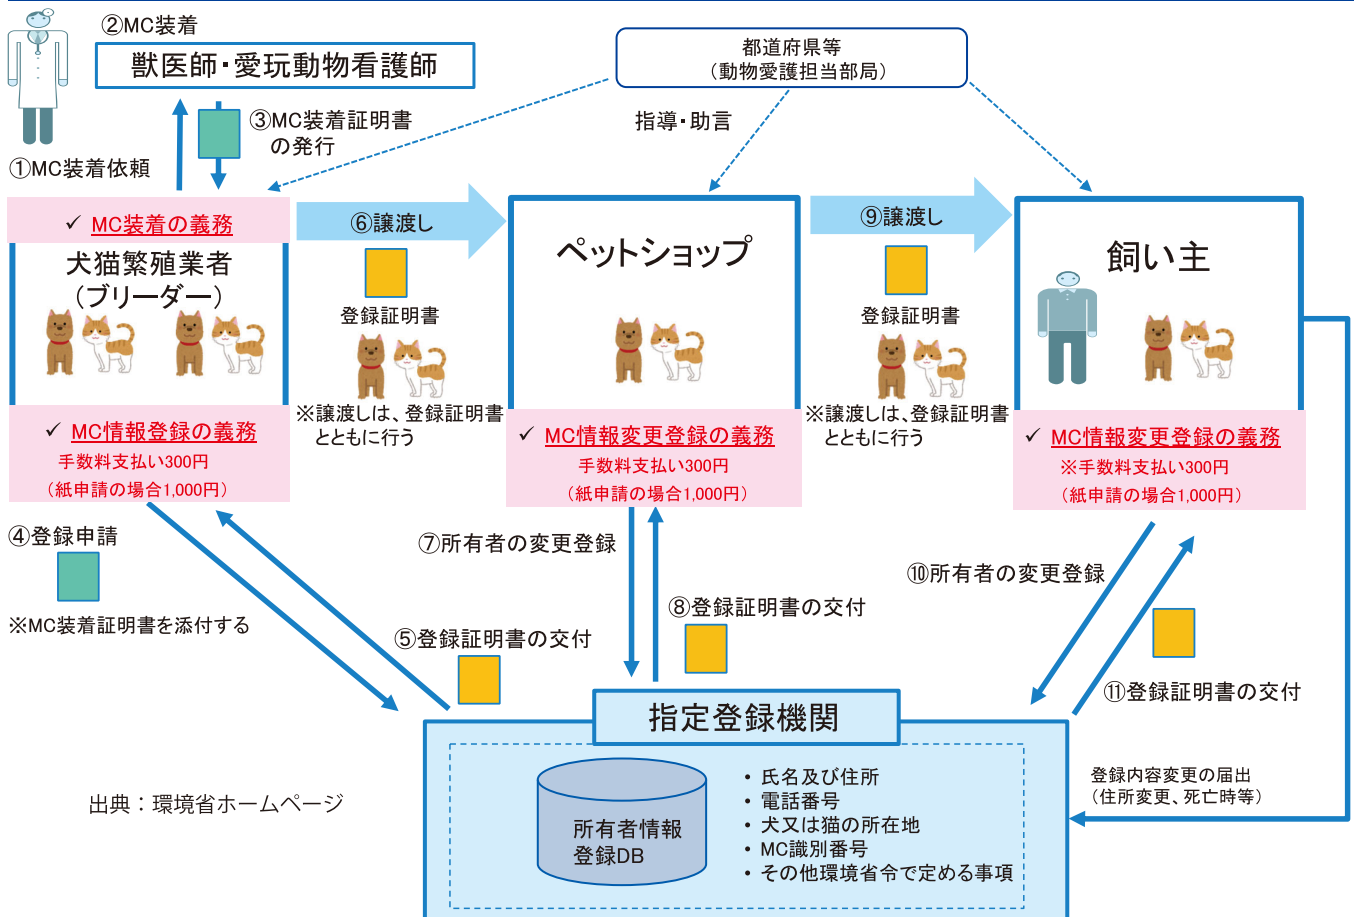 ②MC装着
獣医師・愛玩動物看護師
都道府県等
（動物愛護担当部局）
③MC装着証明書
の発行
指導・助言
①MC装着依頼
✓ MC装着の義務
犬猫繁殖業者
（ブリーダー）
⑥譲渡し
登録証明書
※譲渡しは、登録証明書
とともに行う
ペットショップ
⑨譲渡し
登録証明書
※譲渡しは、登録証明書
とともに行う
飼い主
✓ MC情報登録の義務
手数料支払い300円
（紙申請の場合1,000円）
✓ MC情報変更登録の義務
手数料支払い300円
（紙申請の場合1,000円）
✓ MC情報変更登録の義務
※手数料支払い300円
（紙申請の場合1,000円）
④登録申請
※MC装着証明書を添付する
⑤登録証明書の交付
⑦所有者の変更登録
⑧登録証明書の交付
⑩所有者の変更登録
⑪登録証明書の交付
指定登録機関
所有者情報
登録DB
・ 氏名及び住所
・ 電話番号
・ 犬又は猫の所在地
・ MC識別番号
・ その他環境省令で定める事項
登録内容変更の届出
（住所変更、死亡時等）
出典：環境省ホームページ